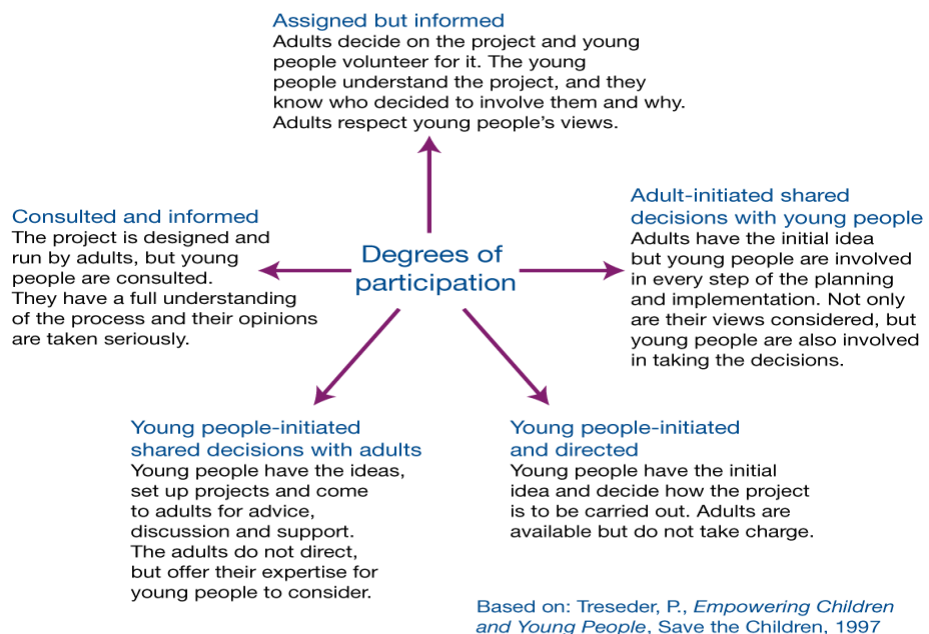 Assigned but informed
Adults decide on the project and young
people volunteer for it. The young
people understand the project, and they
know who decided to involve them and why.
Adults respect young people's views.
Consulted and informed
The project is designed and
run by adults, but young
people are consulted.
They have a full understanding
of the process and their opinions
are taken seriously.
Degrees of
participation
Adult-initiated shared
decisions with young people
Adults have the initial idea
but young people are involved
in every step of the planning
and implementation. Not only
are their views considered, but
young people are also involved
in taking the decisions.
Young people-initiated
shared decisions with adults
Young people have the ideas,
set up projects and come
to adults for advice,
discussion and support.
The adults do not direct,
but offer their expertise for
young people to consider.
Young people-initiated
and directed
Young people have the initial
idea and decide how the project
is to be carried out. Adults are
available but do not take charge.
Based on: Treseder, P., Empowering Children
and Young People, Save the Children, 1997